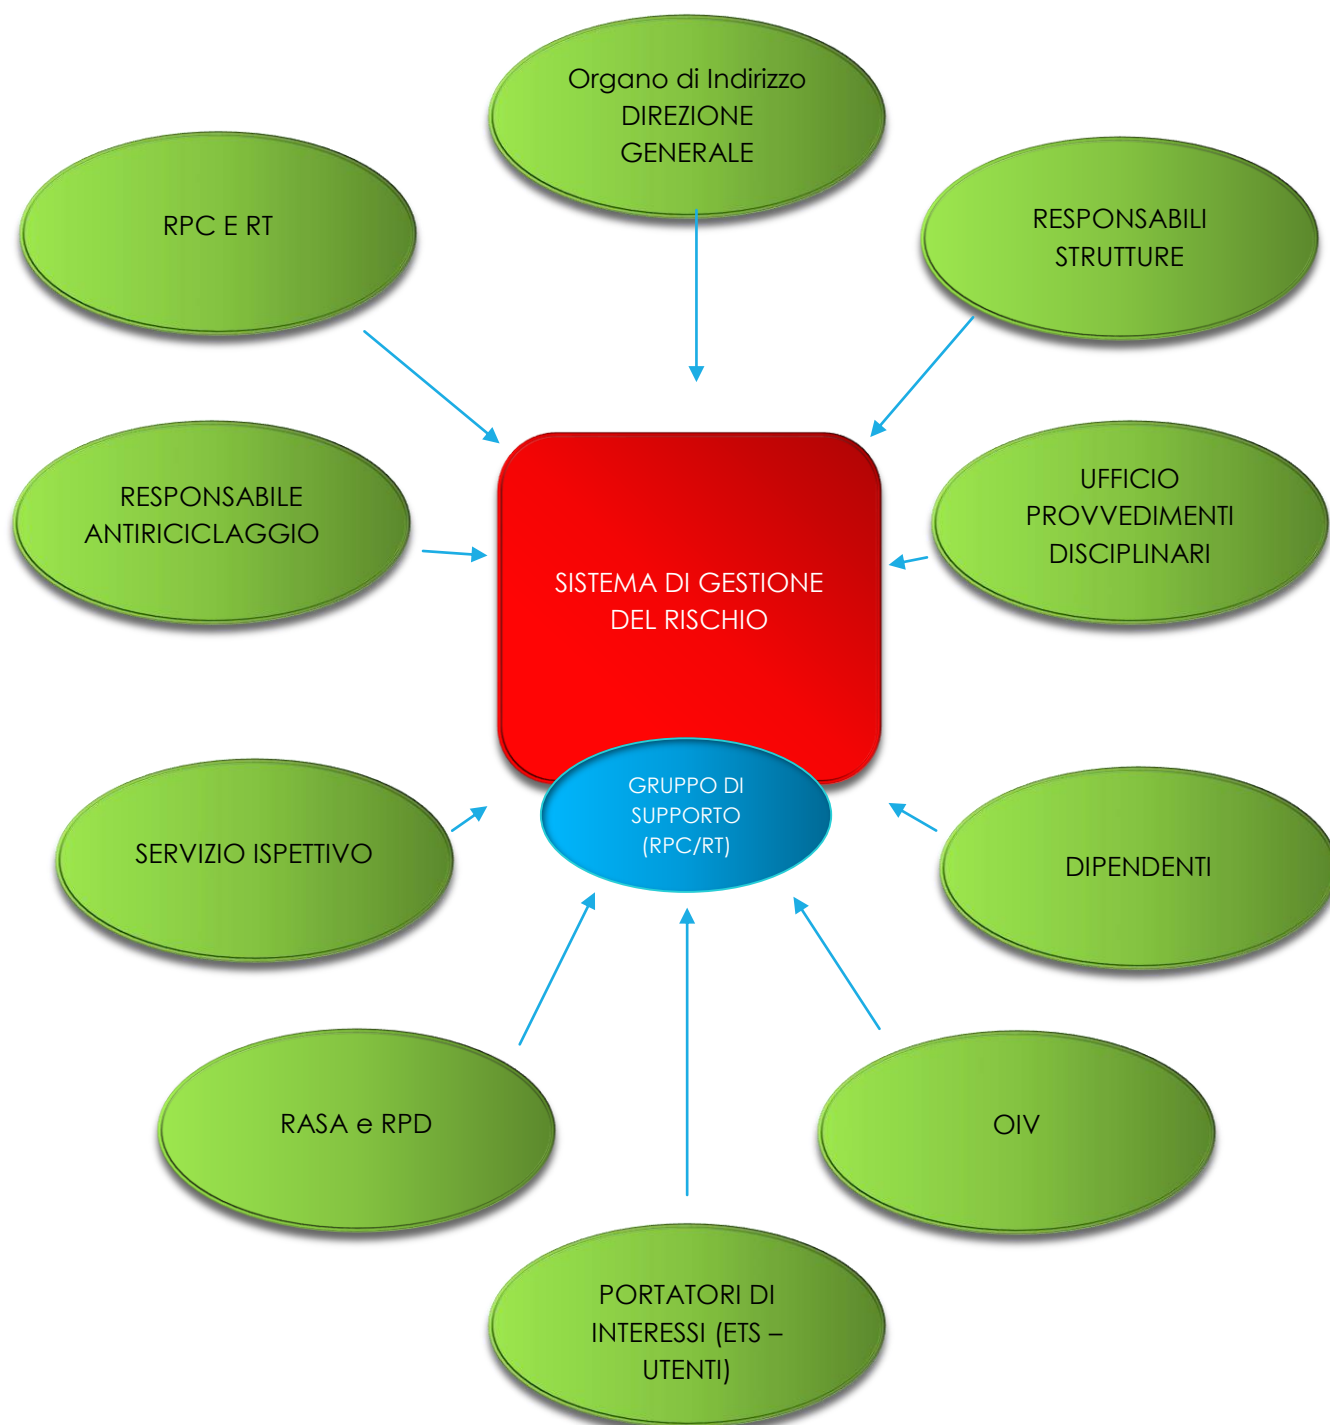 Organo di Indirizzo
DIREZIONE
GENERALE
RPC E RT
RESPONSABILI
STRUTTURE
RESPONSABILE
ANTIRICICLAGGIO
UFFICIO
PROVVEDIMENTI
DISCIPLINARI
SISTEMA DI GESTIONE
DEL RISCHIO
GRUPPO DI
SUPPORTO
(RPC/RT)
SERVIZIO ISPETTIVO
DIPENDENTI
RASA e RPD
OIV
PORTATORI DI
INTERESSI (ETS –
UTENTI)